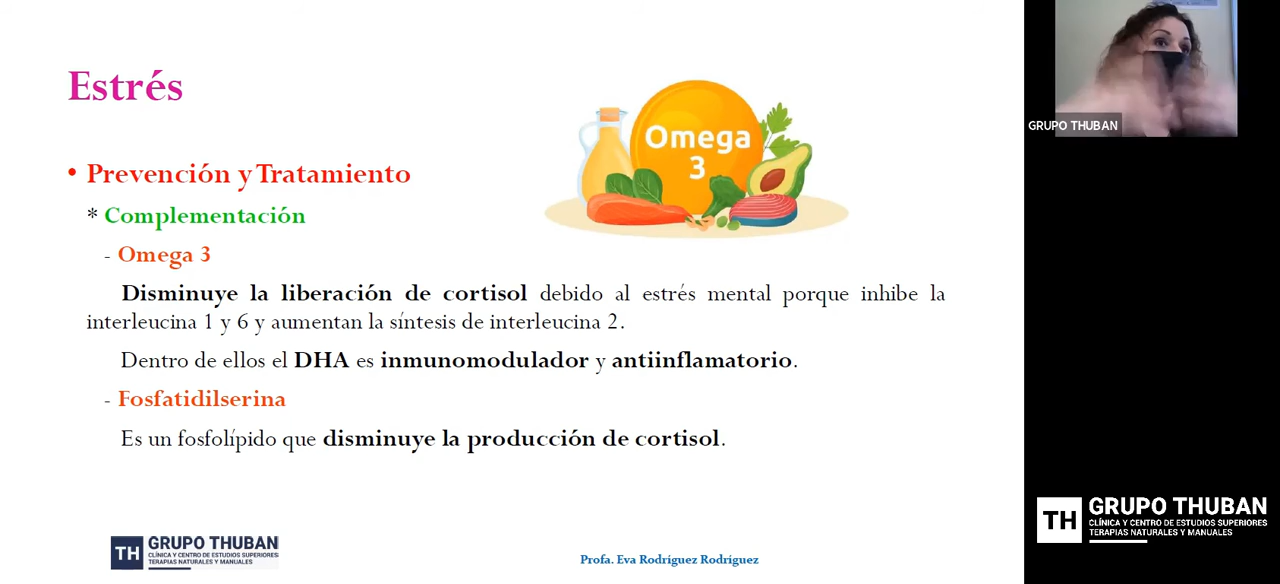 Estrés
Omega
3
• Prevención y Tratamiento
* Complementación
- Omega 3
Disminuye la liberación de cortisol debido al estrés mental porque inhibe la
interleucina 1 y 6 y aumentan la síntesis de interleucina 2.
Dentro de ellos el DHA es inmunomodulador y antiinflamatorio.
- Fosfatidilserina
Es un fosfolípido que disminuye la producción de cortisol.
TH GRUPO THUBAN
CLÍNICA Y CENTRO DE ESTUDIOS SUPERIORES
TERAPIAS NATURALES Y MANUALES
Profa. Eva Rodriguez Rodríguez
GRUPO THUBAN
TH GRUPO THUBAN
CLÍNICA Y CENTRO DE ESTUDIOS SUPERIORES
TERAPIAS NATURALES Y MANUALES